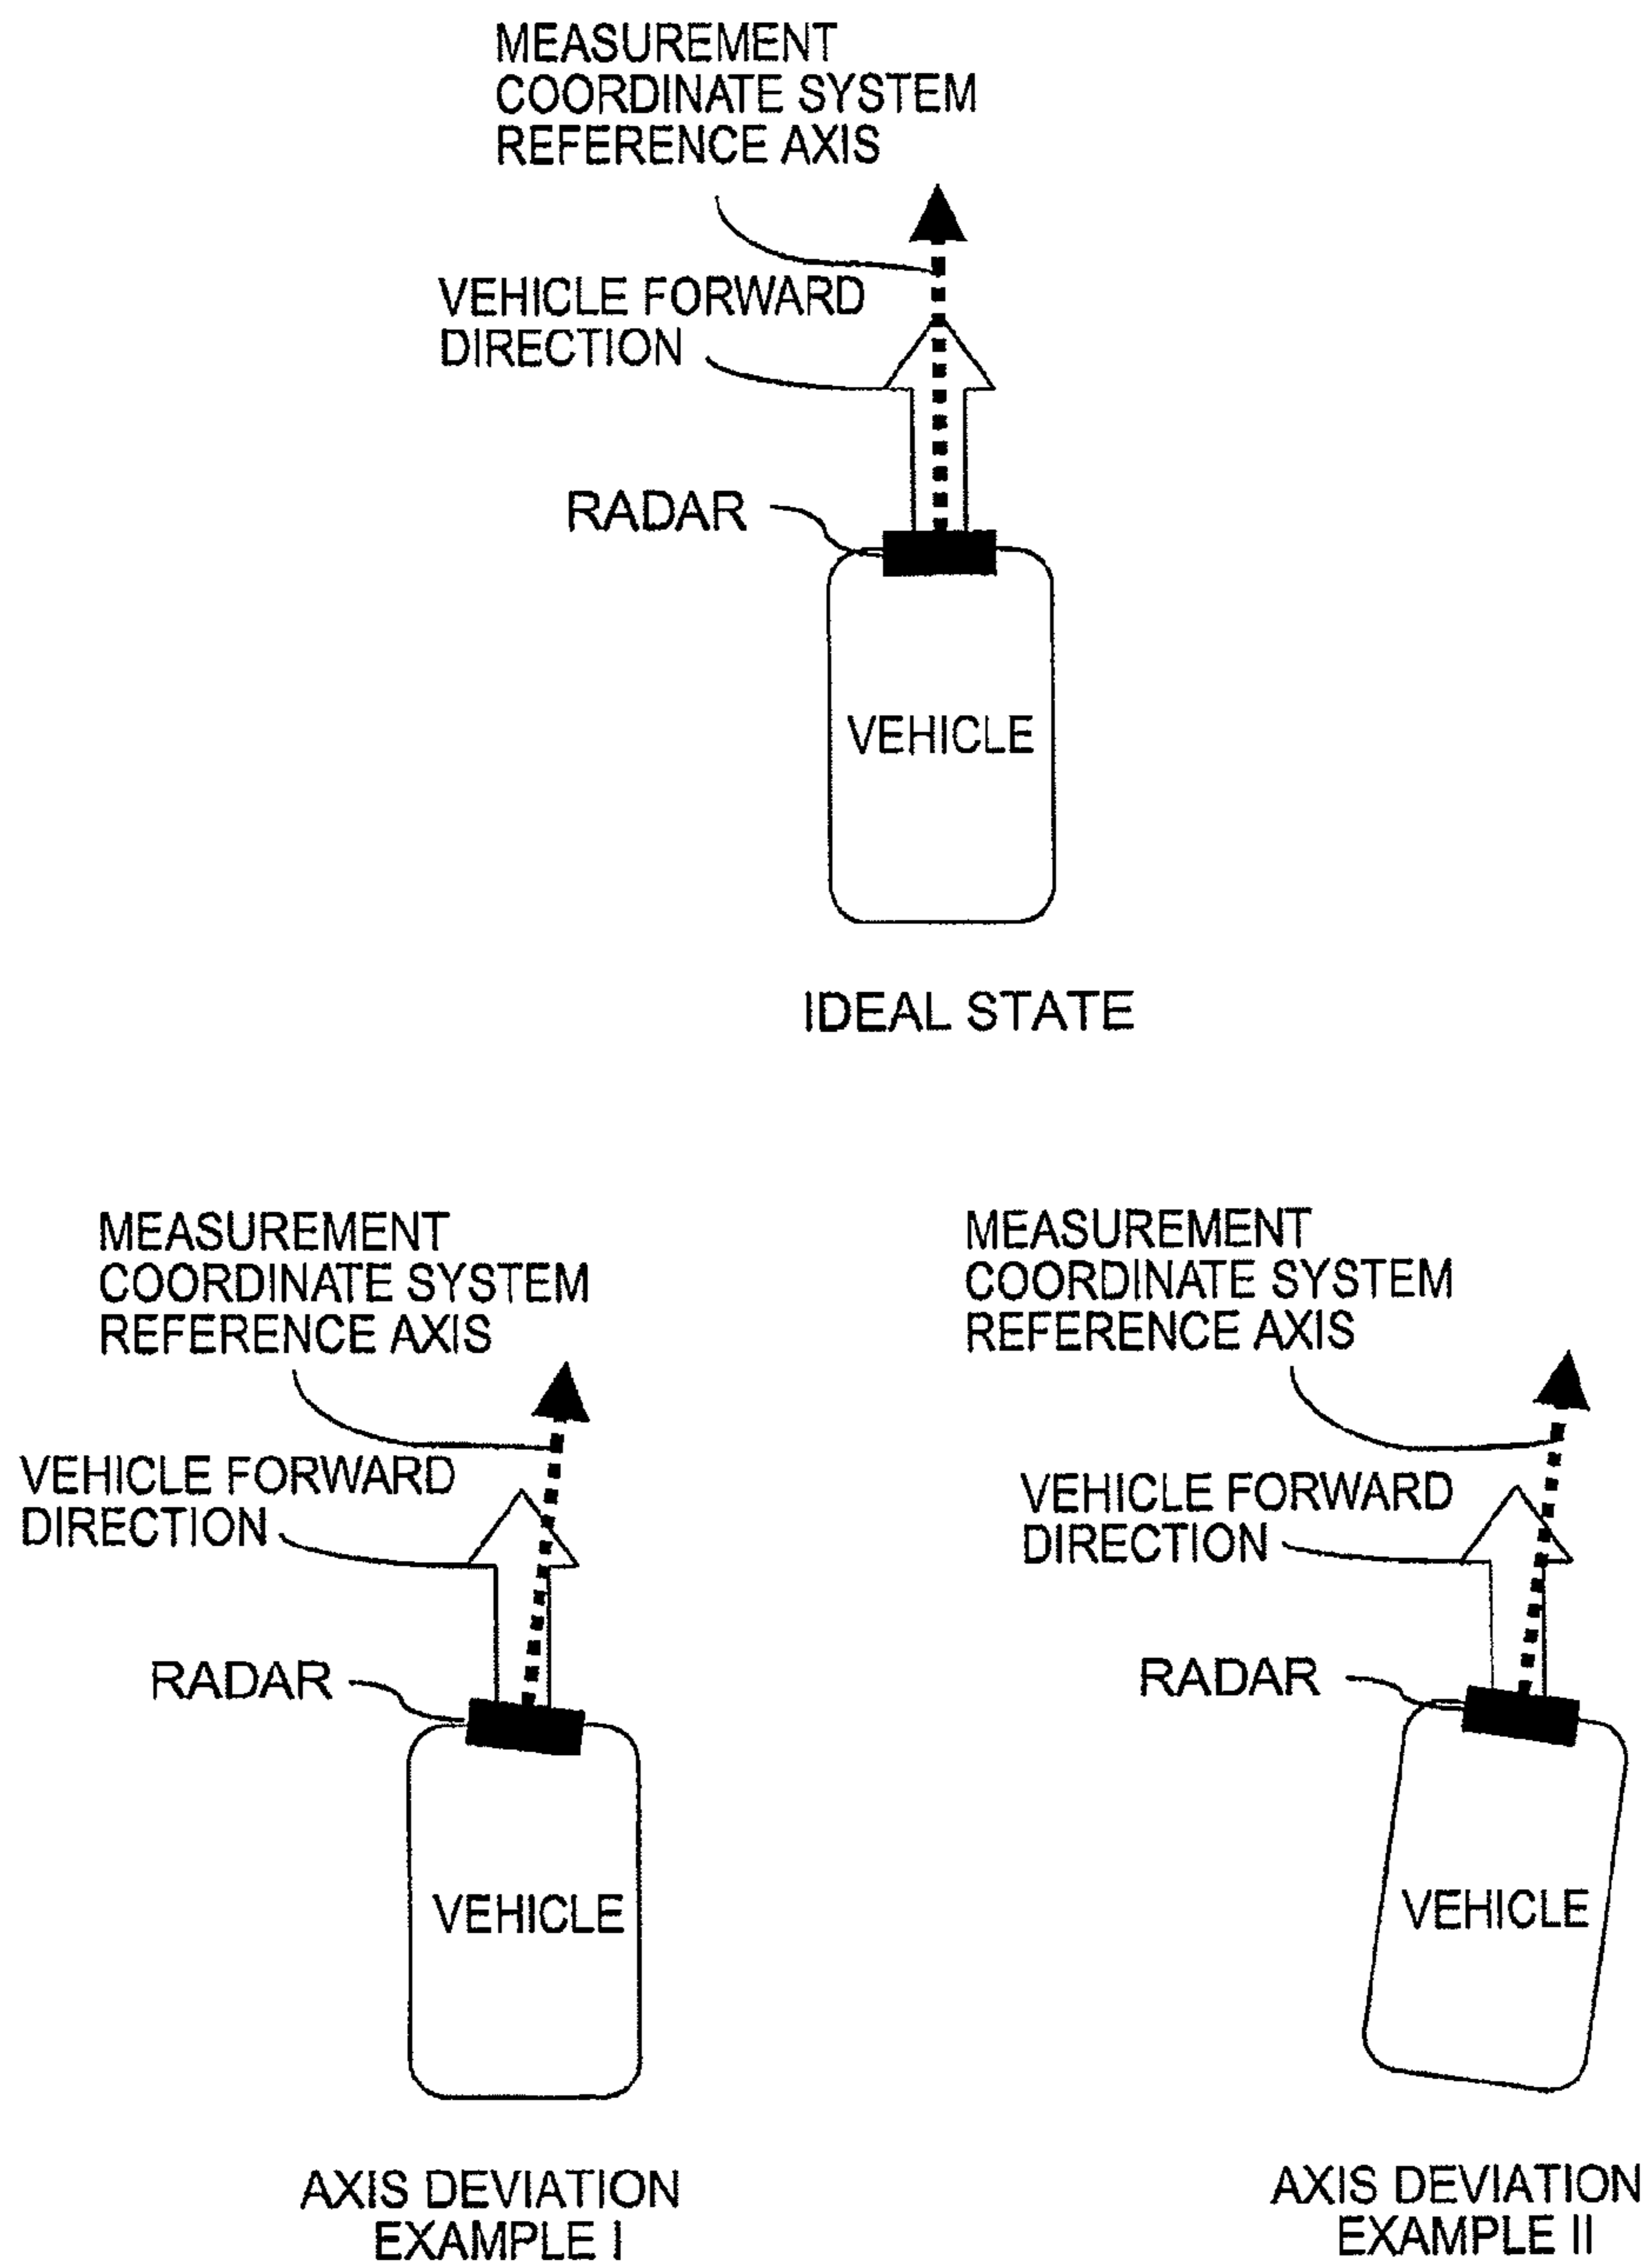 MEASUREMENT
COORDINATE SYSTEM
REFERENCE AXIS
VEHICLE FORWARD
DIRECTION
RADAR
VEHICLE
IDEAL STATE
MEASUREMENT
COORDINATE SYSTEM
REFERENCE AXIS
VEHICLE FORWARD
DIRECTION
RADAR
VEHICLE
AXIS DEVIATION
EXAMPLE I
MEASUREMENT
COORDINATE SYSTEM
REFERENCE AXIS
VEHICLE FORWARD
DIRECTION
RADAR
VEHICLE
AXIS DEVIATION
EXAMPLE II